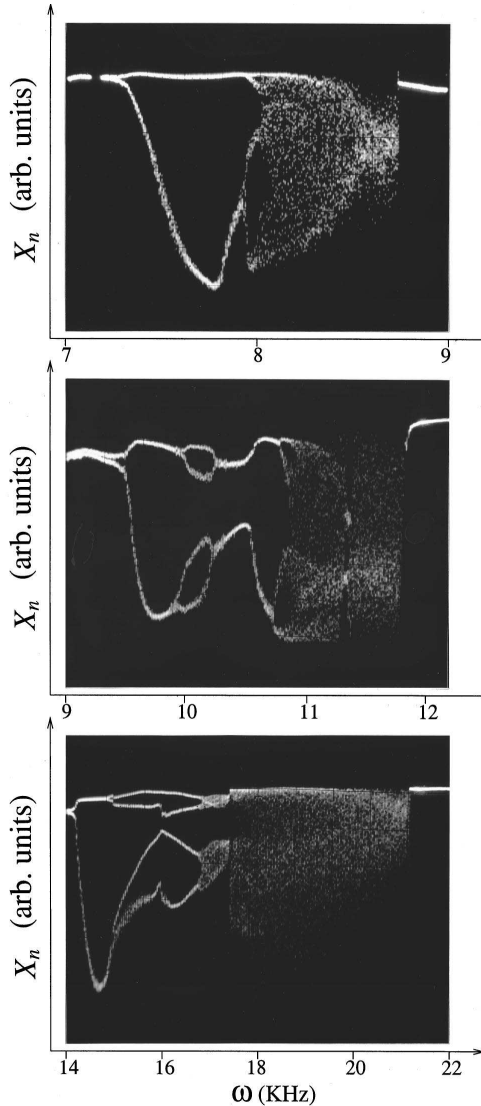 X_n (arb. units)
7 8 9
X_n (arb. units)
9 10 11 12
X_n (arb. units)
14 16 18 20 22
ω (KHz)